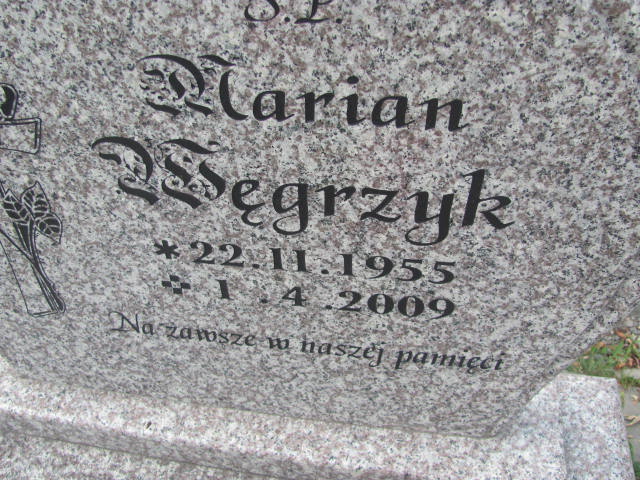 Ś.P.
Marian
Węgrzyk
* 22.11.1955
✣ 1.4.2009
Na zawsze w naszej pamięci